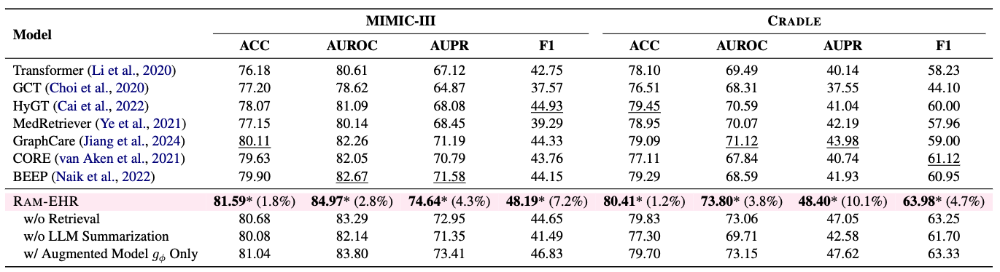 Model MIMIC-III CRADLE
ACC AUROC AUPR F1 ACC AUROC AUPR F1
Transformer (Li et al., 2020) 76.18 80.61 67.12 42.75 78.10 69.49 40.14 58.23
GCT (Choi et al., 2020) 77.20 78.62 64.87 37.57 76.51 68.31 37.55 44.10
HyGT (Cai et al., 2022) 78.07 81.09 68.08 44.93 79.45 70.59 41.04 60.00
MedRetriever (Ye et al., 2021) 77.15 80.14 68.45 39.29 78.95 70.07 42.19 57.96
GraphCare (Jiang et al., 2024) 80.11 82.26 71.19 44.33 79.09 71.12 43.98 59.00
CORE (van Aken et al., 2021) 79.63 82.05 70.79 43.76 77.11 67.84 40.74 61.12
BEEP (Naik et al., 2022) 79.90 82.67 71.58 44.15 79.29 68.59 41.93 60.95
RAM-EHR 81.59* (1.8%) 84.97* (2.8%) 74.64* (4.3%) 48.19* (7.2%) 80.41* (1.2%) 73.80* (3.8%) 48.40* (10.1%) 63.98* (4.7%)
w/o Retrieval 80.68 83.29 72.95 44.65 79.83 73.06 47.05 63.25
w/o LLM Summarization 80.08 82.14 71.35 41.49 77.30 69.71 42.58 61.70
w/ Augmented Model gϕ Only 81.04 83.80 73.41 46.83 79.70 73.15 47.62 63.33